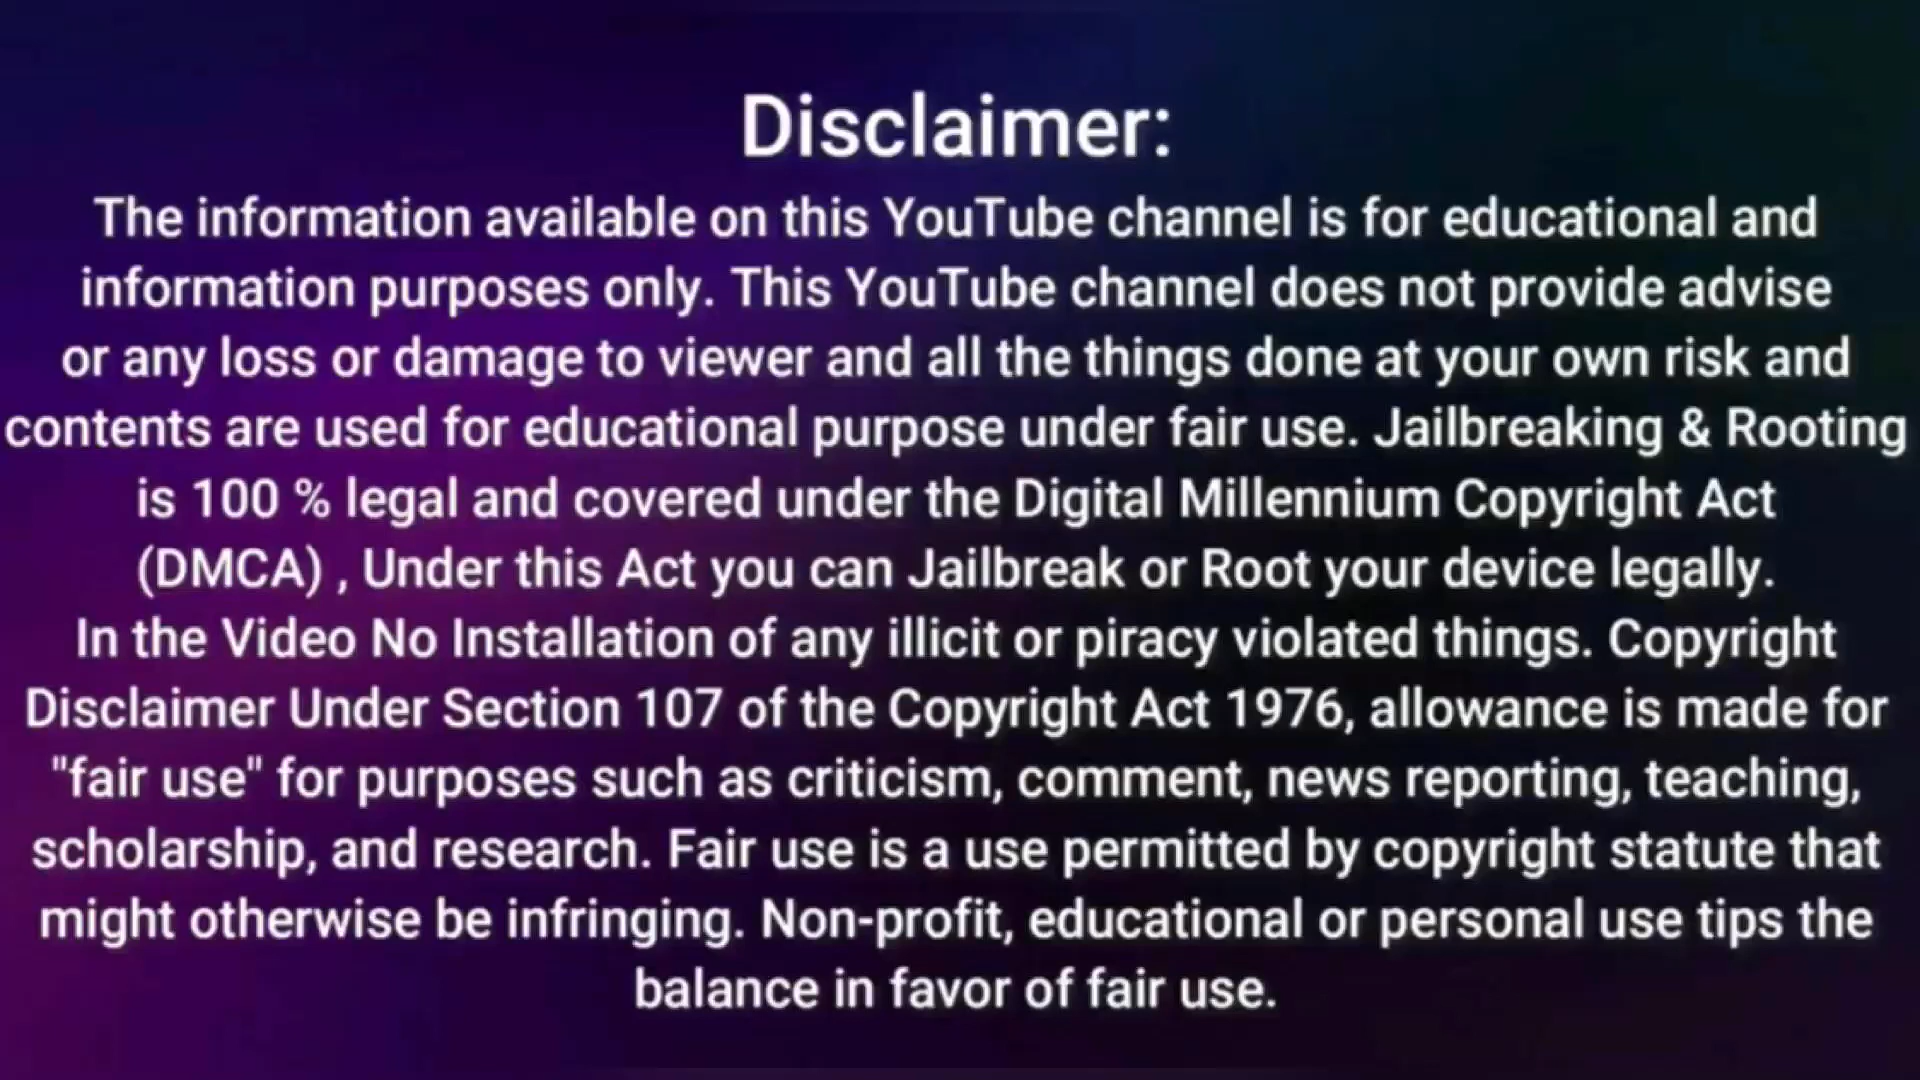 Disclaimer:
The information available on this YouTube channel is for educational and
information purposes only. This YouTube channel does not provide advise
or any loss or damage to viewer and all the things done at your own risk and
contents are used for educational purpose under fair use. Jailbreaking & Rooting
is 100 % legal and covered under the Digital Millennium Copyright Act
(DMCA) , Under this Act you can Jailbreak or Root your device legally.
In the Video No Installation of any illicit or piracy violated things. Copyright
Disclaimer Under Section 107 of the Copyright Act 1976, allowance is made for
"fair use" for purposes such as criticism, comment, news reporting, teaching,
scholarship, and research. Fair use is a use permitted by copyright statute that
might otherwise be infringing. Non-profit, educational or personal use tips the
balance in favor of fair use.